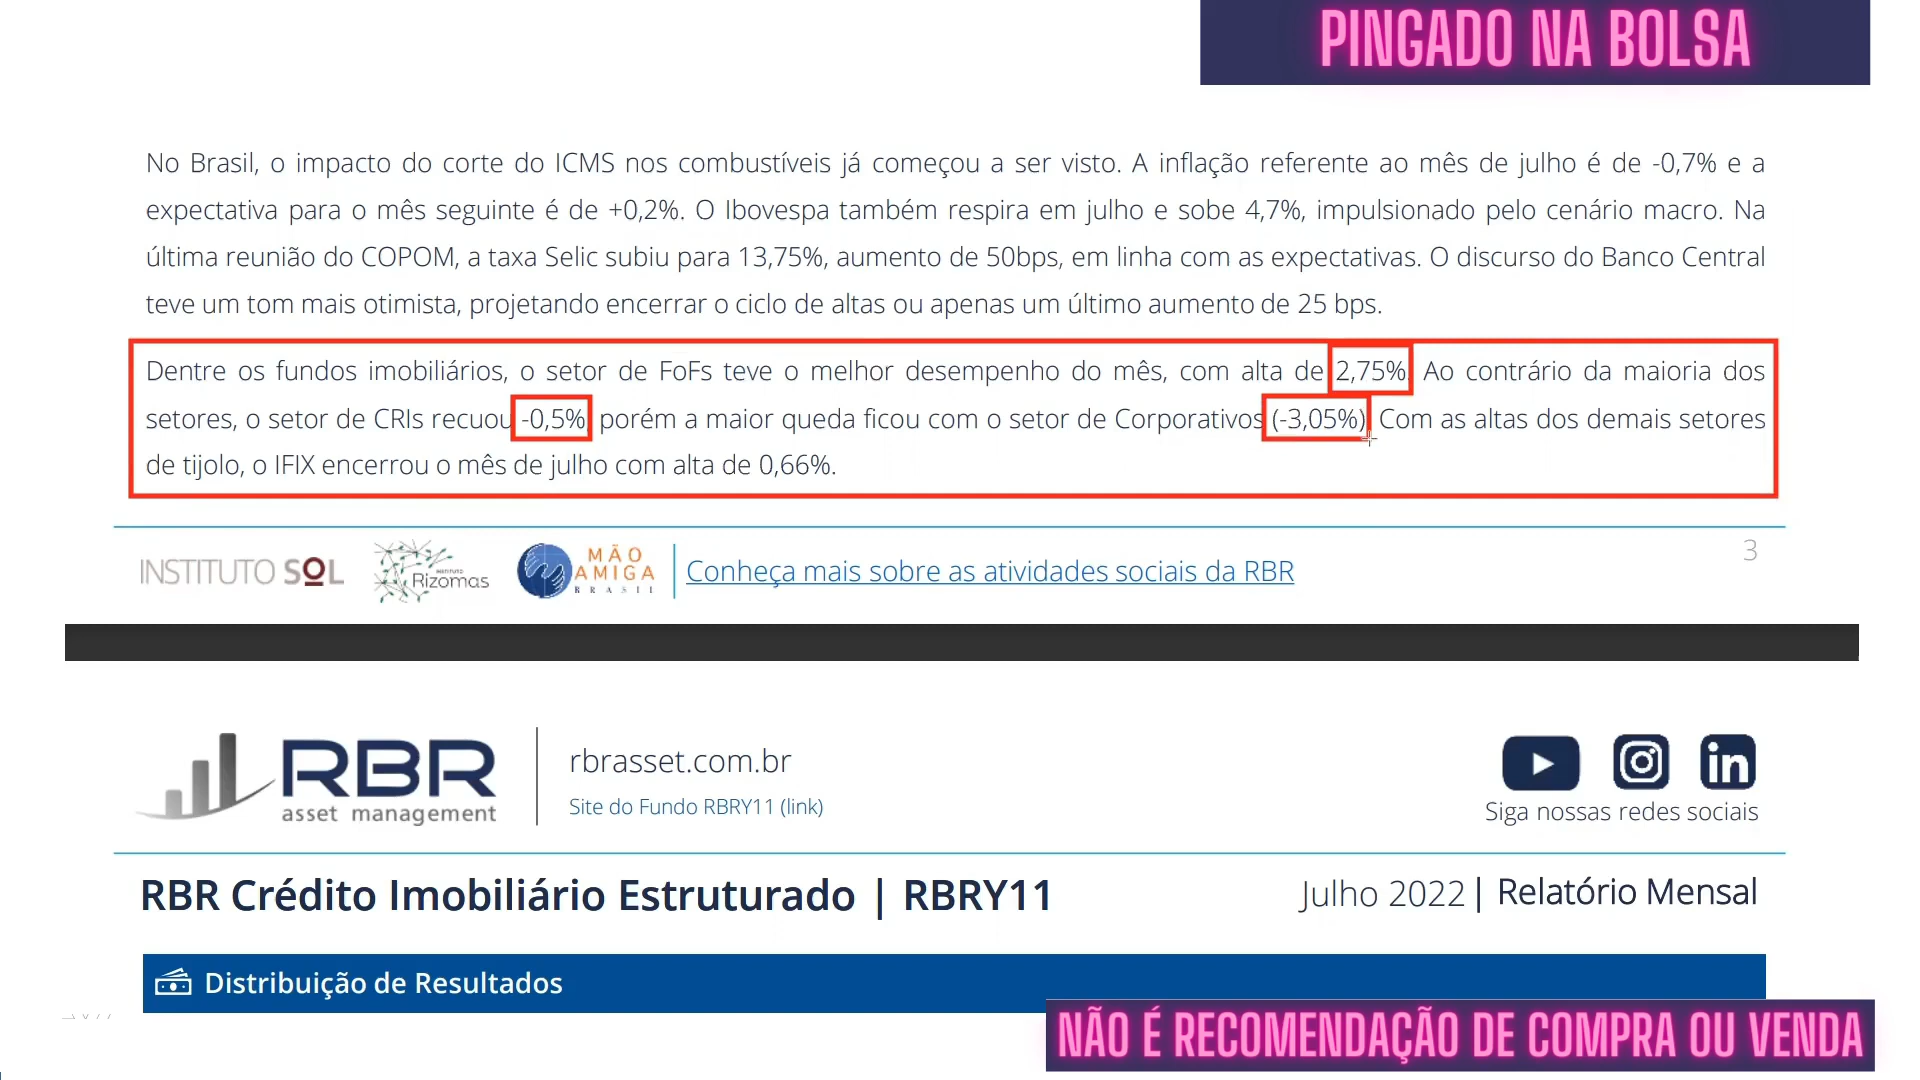 PINGADO NA BOLSA
No Brasil, o impacto do corte do ICMS nos combustíveis já começou a ser visto. A inflação referente ao mês de julho é de -0,7% e a
expectativa para o mês seguinte é de +0,2%. O Ibovespa também respira em julho e sobe 4,7%, impulsionado pelo cenário macro. Na
última reunião do COPOM, a taxa Selic subiu para 13,75%, aumento de 50bps, em linha com as expectativas. O discurso do Banco Central
teve um tom mais otimista, projetando encerrar o ciclo de altas ou apenas um último aumento de 25 bps.
Dentre os fundos imobiliários, o setor de FoFs teve o melhor desempenho do mês, com alta de 2,75%. Ao contrário da maioria dos
setores, o setor de CRIs recuou -0,5%, porém a maior queda ficou com o setor de Corporativos (-3,05%). Com as altas dos demais setores
de tijolo, o IFIX encerrou o mês de julho com alta de 0,66%.
3
INSTITUTO SOL
INSTITUTO
Rizomas
MÃO
AMIGA
BRASIL
Conheça mais sobre as atividades sociais da RBR
RBR
asset management
rbrasset.com.br
Site do Fundo RBRY11 (link)
in
Siga nossas redes sociais
RBR Crédito Imobiliário Estruturado | RBRY11
Julho 2022 | Relatório Mensal
Distribuição de Resultados
NÃO É RECOMENDAÇÃO DE COMPRA OU VENDA